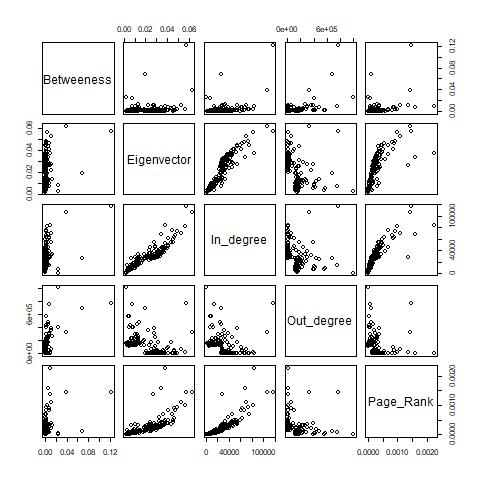 0.00 0.02 0.04 0.06 0e+00 6e+05
Betweeness
0.00 0.04 0.08 0.12
0.00 0.02 0.04 0.06
Eigenvector
In_degree
0 40000 100000
0e+00 6e+05
Out_degree
Page_Rank
0.0000 0.0010 0.0020
0.00 0.04 0.08 0.12 0 40000 100000 0.0000 0.0010 0.0020